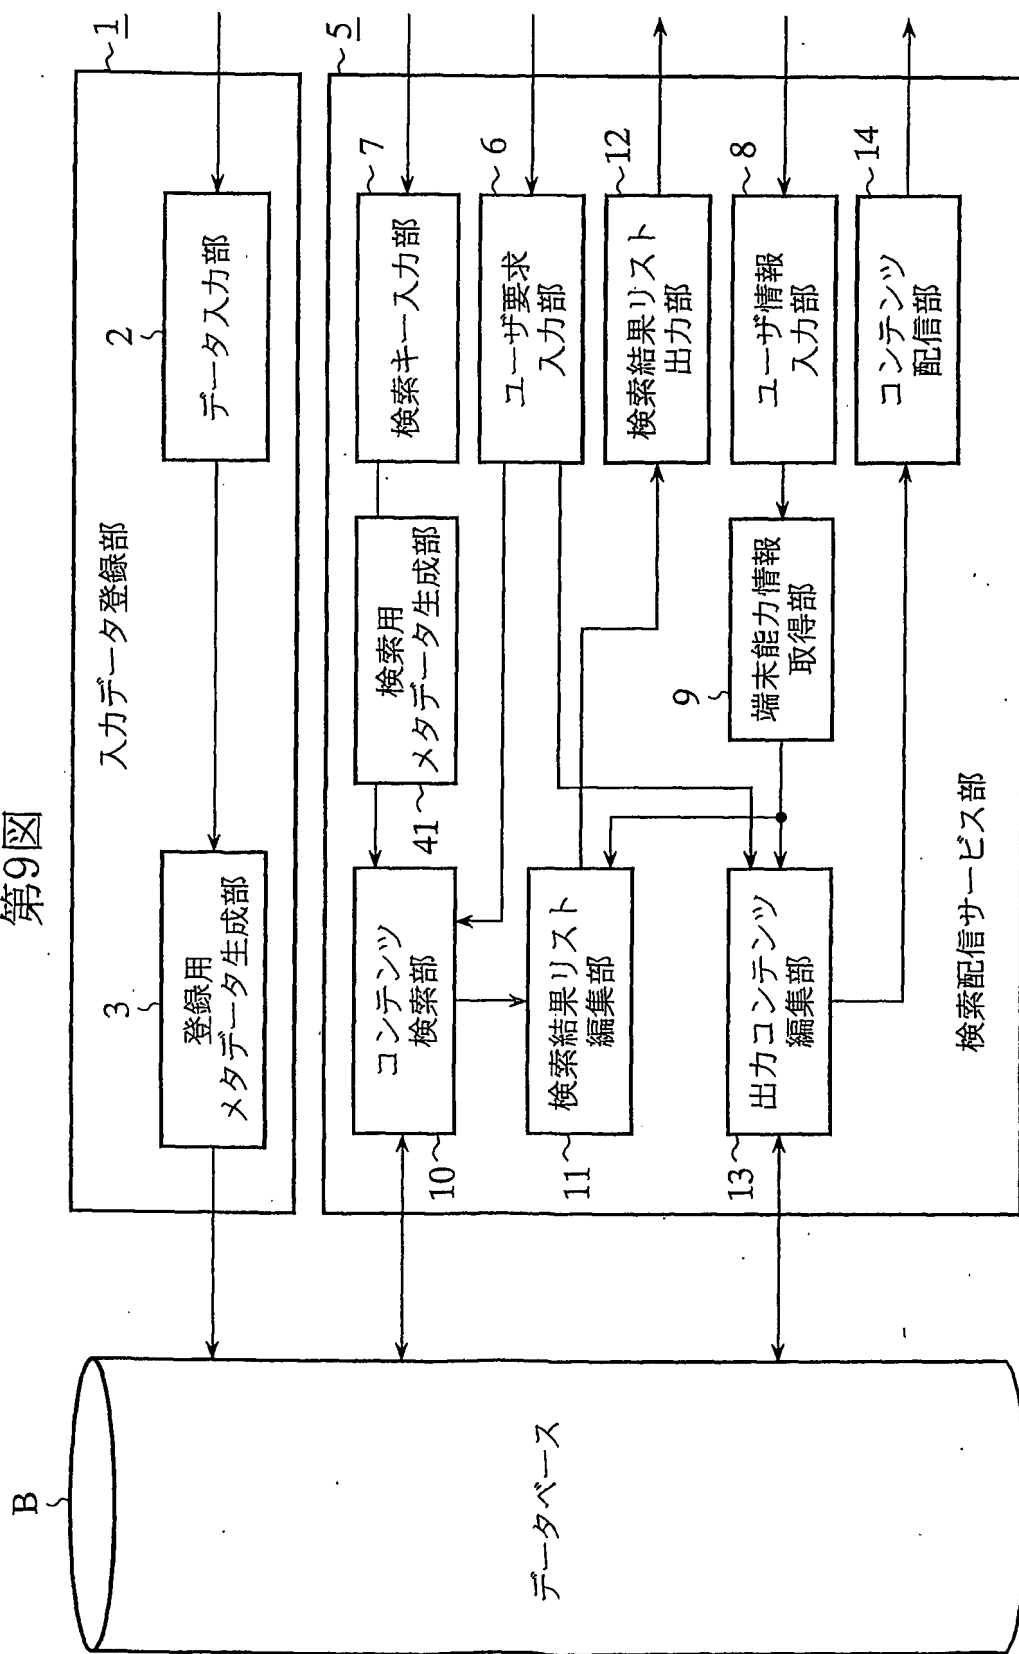 第9図
B
データベース
1
入力データ登録部
2
データ入力部
3
登録用
メタデータ生成部
5
7
検索キー入力部
検索用
メタデータ生成部
41
コンテンツ
検索部
10
6
ユーザ要求
入力部
検索結果リスト
編集部
11
12
検索結果リスト
出力部
8
ユーザ情報
入力部
9
端末能力情報
取得部
出力コンテンツ
編集部
13
14
コンテンツ
配信部
検索配信サービス部